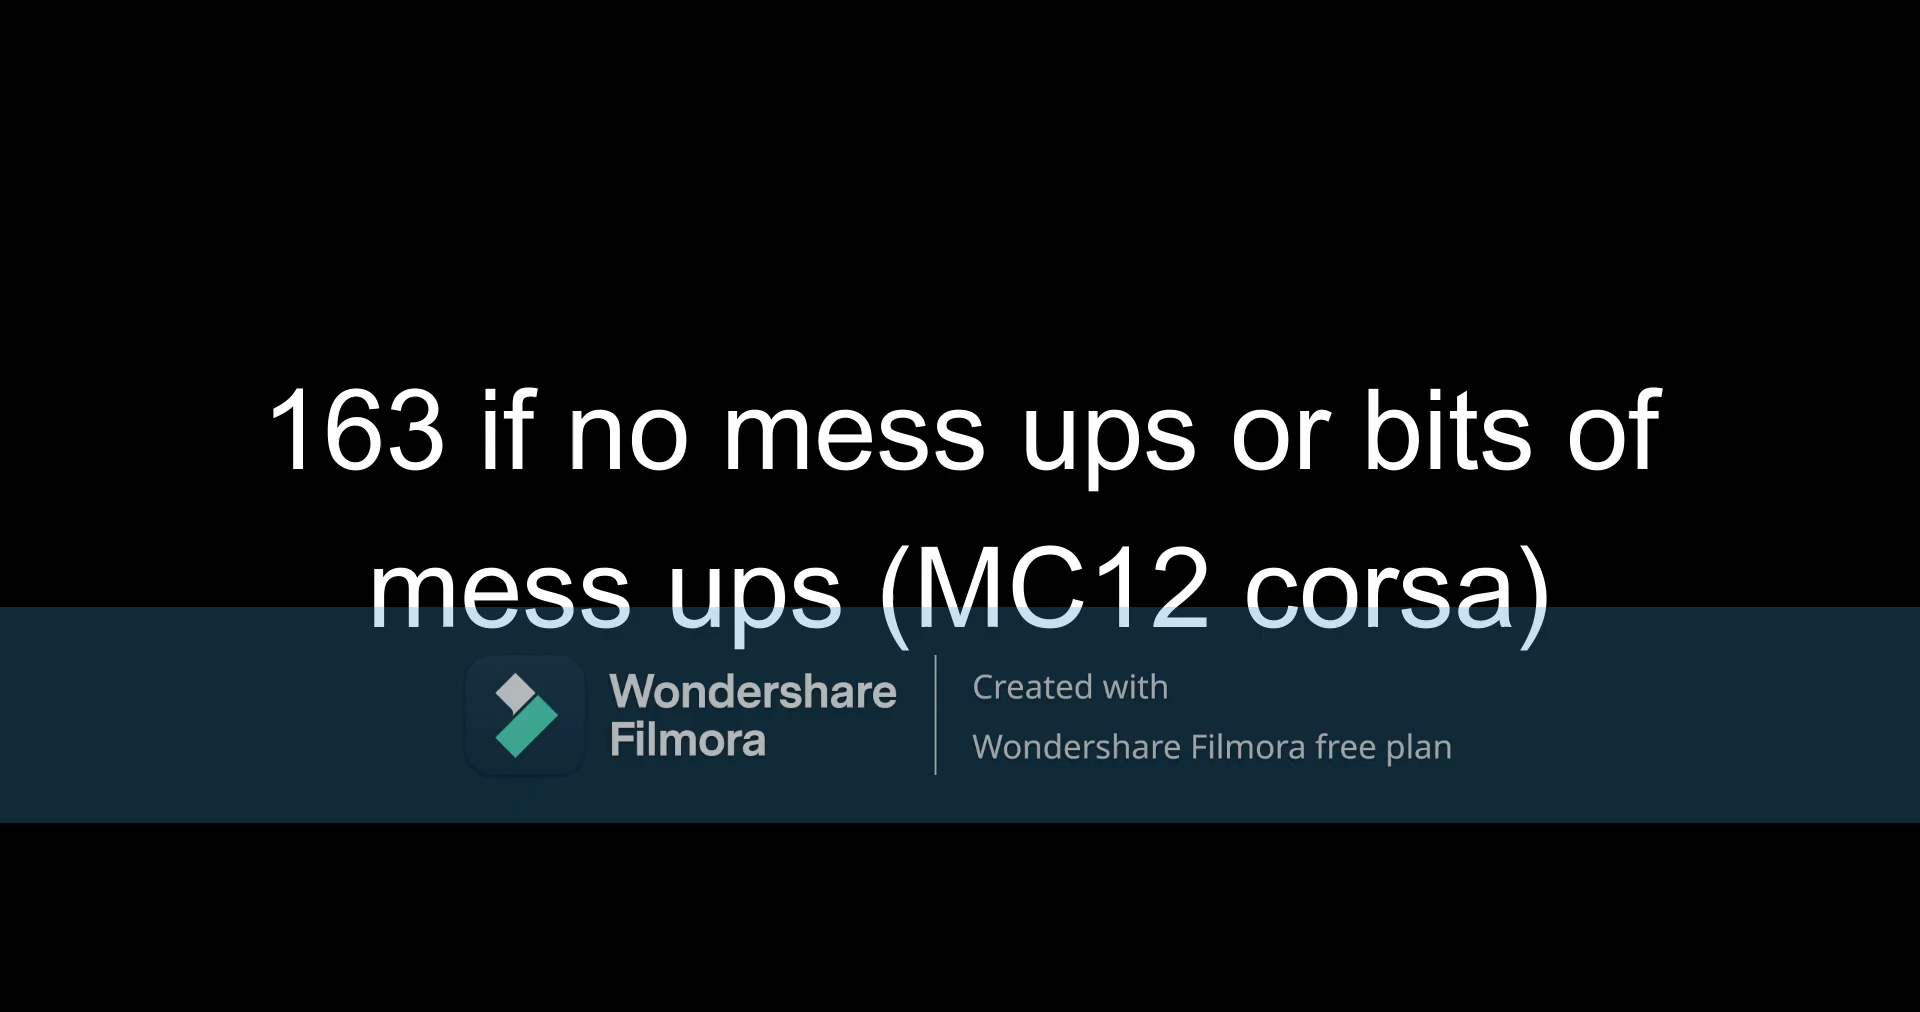 163 if no mess ups or bits of
mess ups (MC12 corsa)
Wondershare
Filmora
Created with
Wondershare Filmora free plan